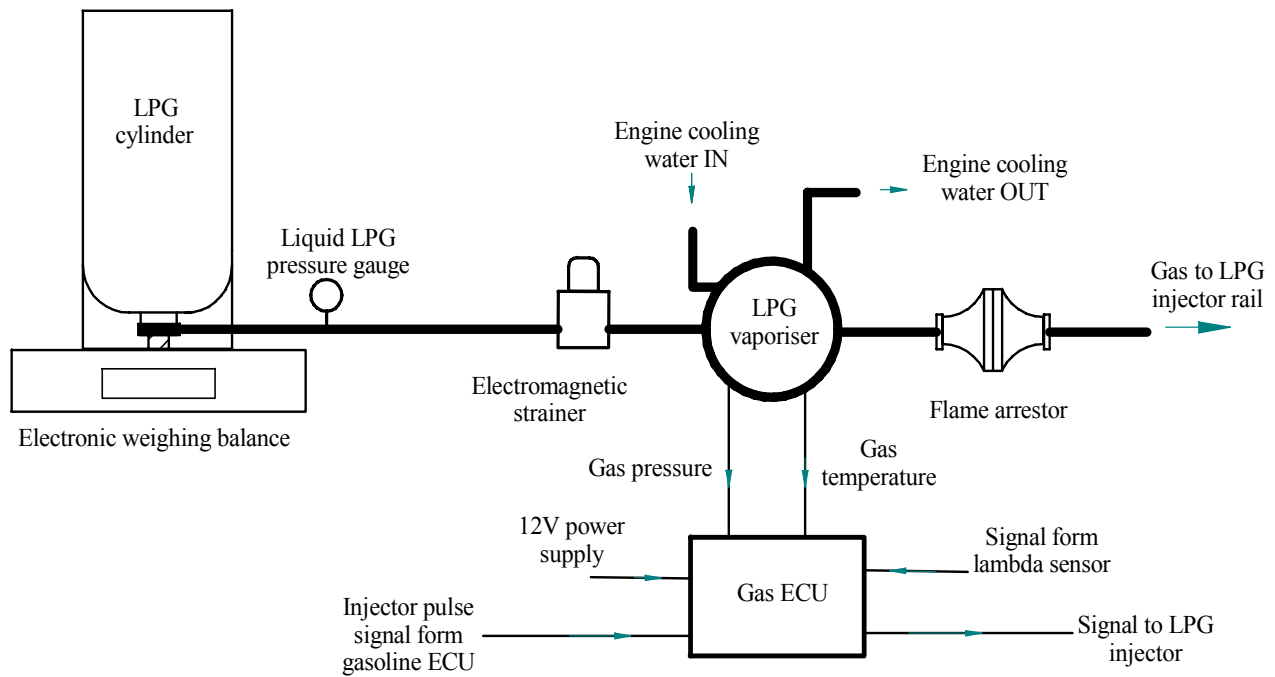 LPG
cylinder
Engine cooling
water IN
Engine cooling
water OUT
Liquid LPG
pressure gauge
Gas to LPG
injector rail
LPG
vaporiser
Electromagnetic
strainer
Flame arrestor
Electronic weighing balance
Gas pressure
Gas
temperature
12V power
supply
Signal form
lambda sensor
Gas ECU
Injector pulse
signal form
gasoline ECU
Signal to LPG
injector